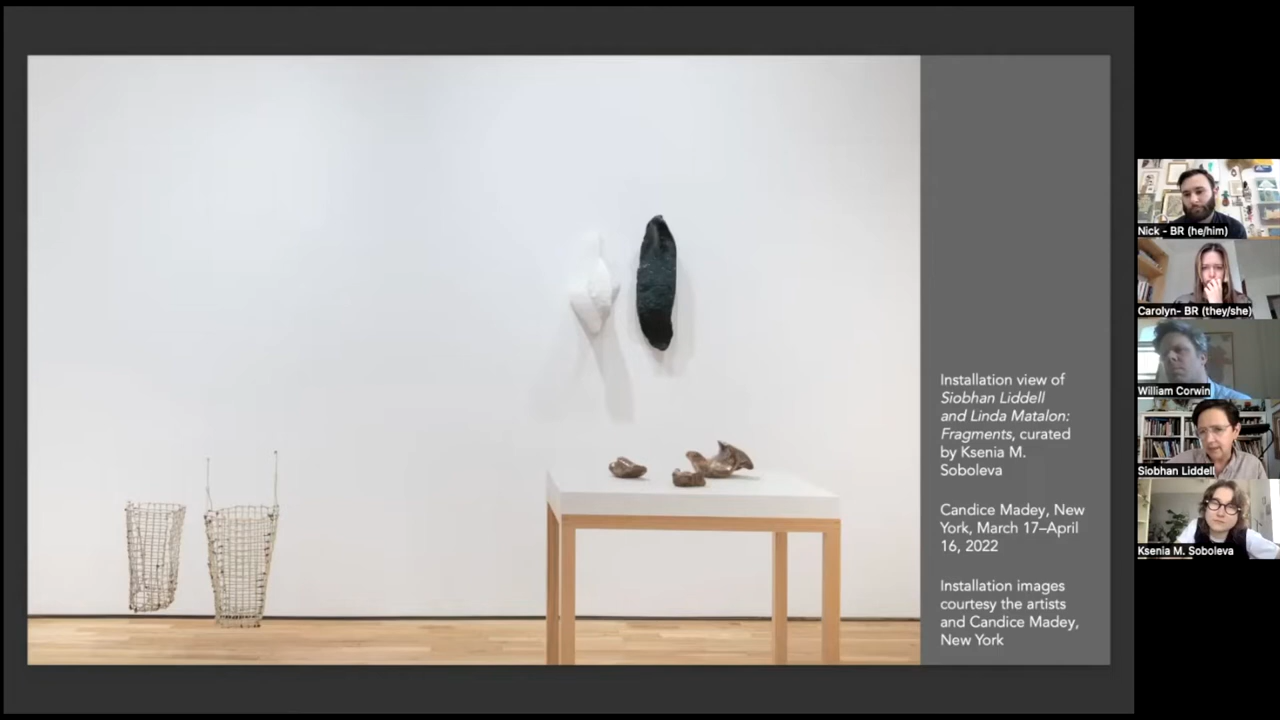 Installation view of
Siobhan Liddell
and Linda Matalon:
Fragments, curated
by Ksenia M.
Soboleva
Candice Madey, New
York, March 17–April
16, 2022
Installation images
courtesy the artists
and Candice Madey,
New York
Nick - BR (he/him)
Carolyn- BR (they/she)
William Corwin
Siobhan Liddell
Ksenia M. Soboleva